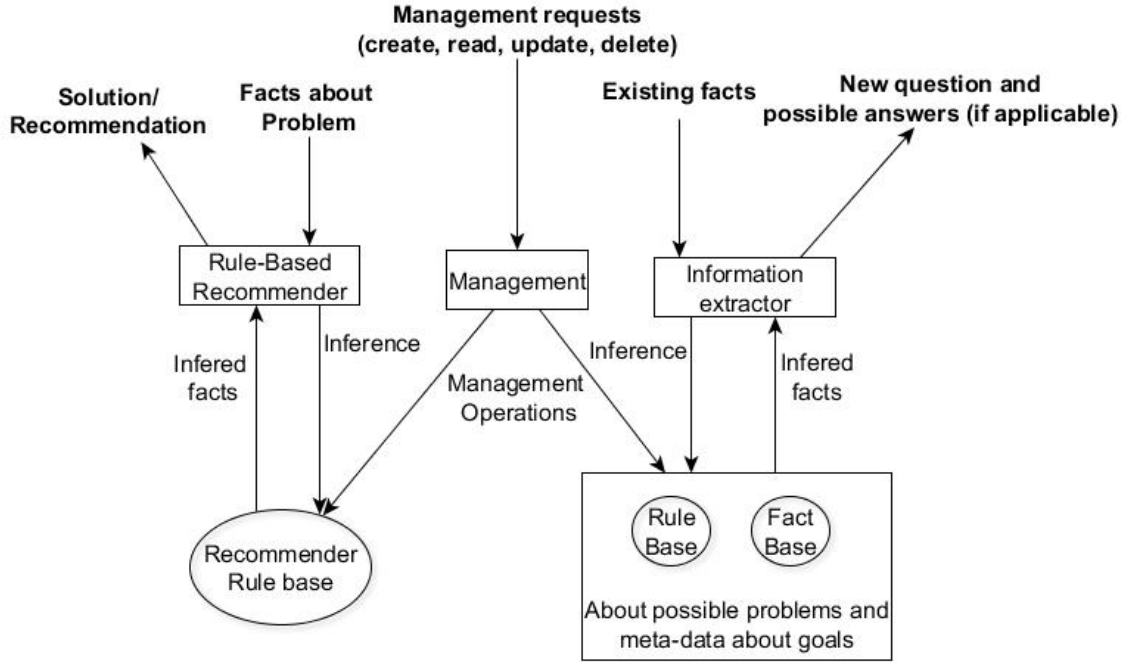 Management requests
(create, read, update, delete)
Solution/
Recommendation
Facts about
Problem
Existing facts
New question and
possible answers (if applicable)
Rule-Based
Recommender
Management
Information
extractor
Infered
facts
Inference
Management
Operations
Inference
Infered
facts
Recommender
Rule base
Rule
Base
Fact
Base
About possible problems and
meta-data about goals